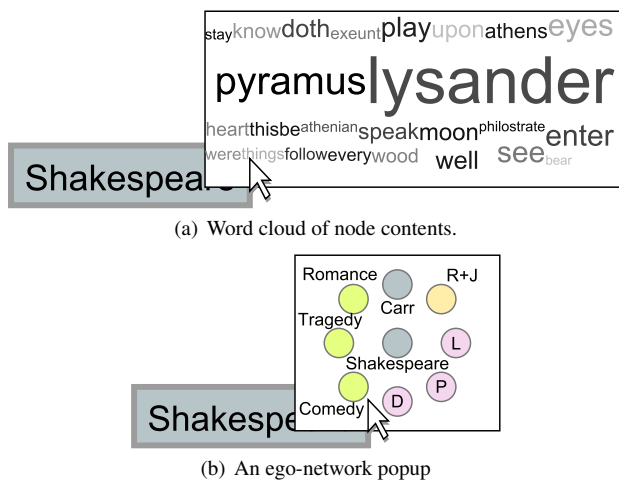 stay know doth exeunt play upon athens eyes
pyramus lysander
heart thisbe athenian speak moon philostrate enter
were things follow every wood well see bear
Shakespeare
(a) Word cloud of node contents.
Romance R+J
Carr
Tragedy
L
Shakespeare
P
D
Comedy
Shakespe
(b) An ego-network popup